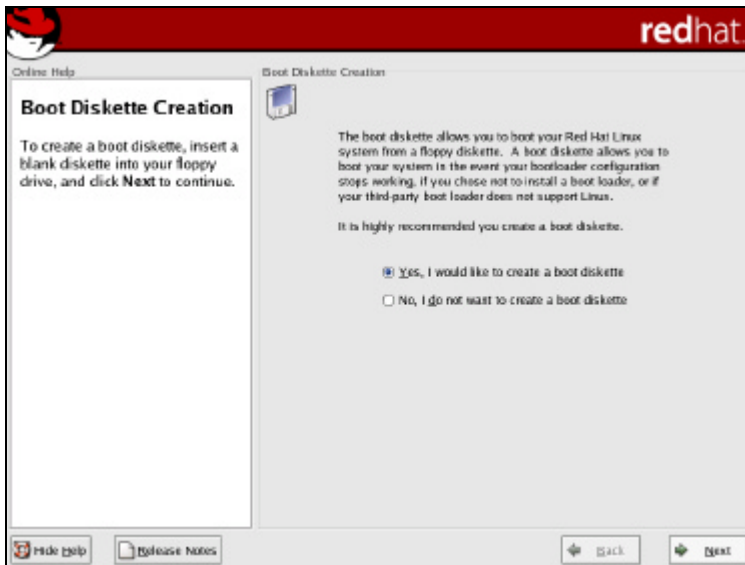 redhat.
Online Help
Boot Diskette Creation
Boot Diskette Creation
To create a boot diskette, insert a
blank diskette into your floppy
drive, and click Next to continue.
The boot diskette allows you to boot your Red Hat Linux
system from a floppy diskette. A boot diskette allows you to
boot your system in the event your bootloader configuration
stops working, if you chose not to install a boot loader, or if
your third-party boot loader does not support Linux.
It is highly recommended you create a boot diskette.
Yes, I would like to create a boot diskette
No, I do not want to create a boot diskette
Hide Help
Release Notes
Back
Next